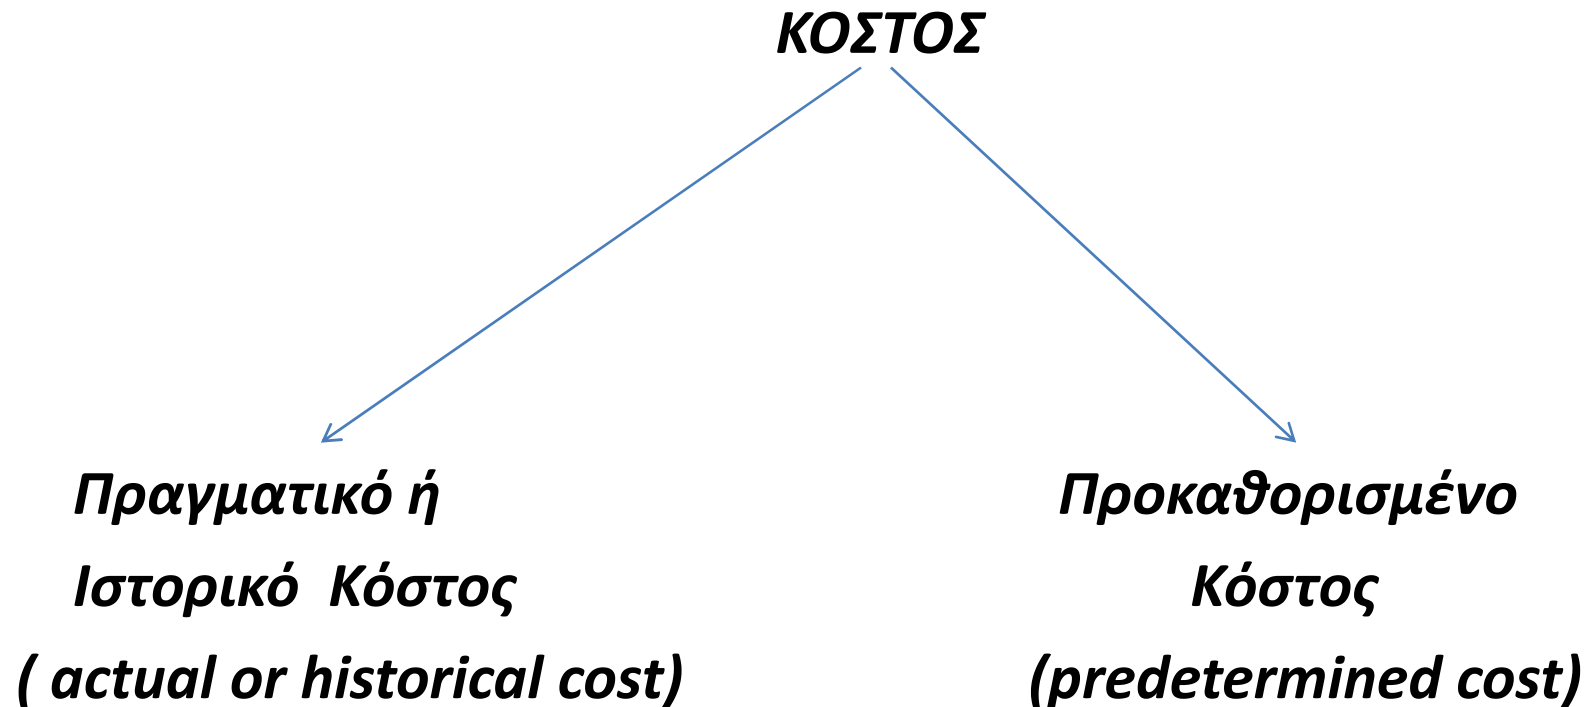 ΚΟΣΤΟΣ
Πραγματικό ή
Ιστορικό Κόστος
( actual or historical cost)
Προκαθορισμένο
Κόστος
(predetermined cost)